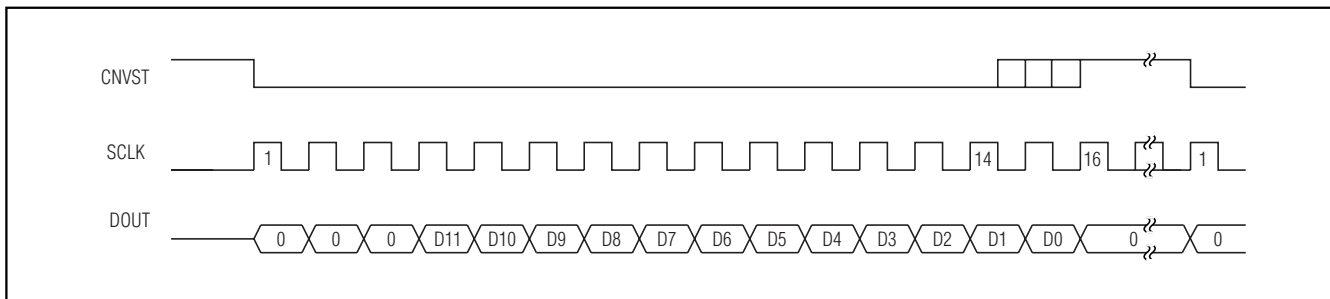 CNVST
SCLK
1 14 16 1
DOUT
0 0 0 D11 D10 D9 D8 D7 D6 D5 D4 D3 D2 D1 D0 0 0